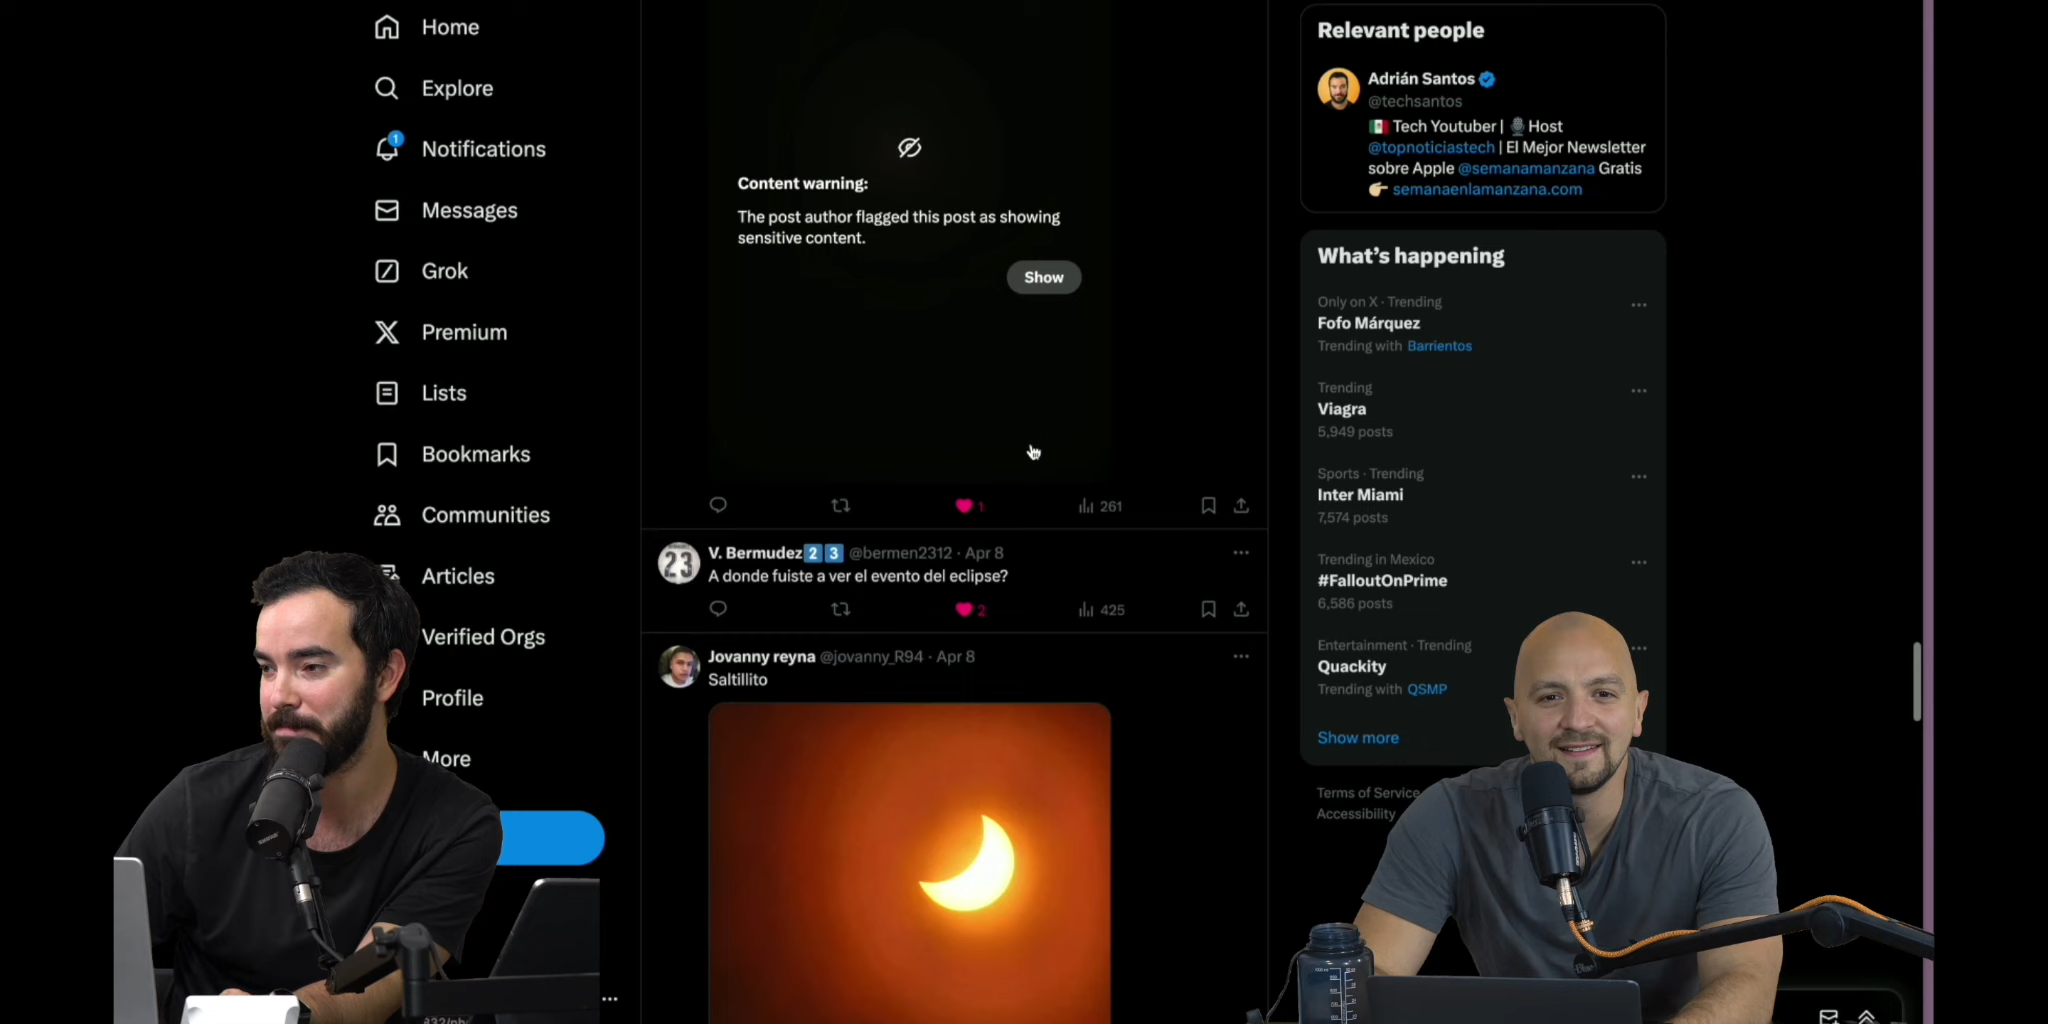 Home
Explore
1
Notifications
Messages
Grok
Premium
Lists
Bookmarks
Communities
Articles
Verified Orgs
Profile
More
Content warning:
The post author flagged this post as showing
sensitive content.
Show
1
261
23
V. Bermudez 2 3 @bermen2312 · Apr 8
A donde fuiste a ver el evento del eclipse?
2
425
Jovanny reyna @jovanny_R94 · Apr 8
Saltillito
Relevant people
Adrián Santos
@techsantos
Tech Youtuber | Host
@topnoticiastech | El Mejor Newsletter
sobre Apple @semanamanzana Gratis
semanaenlamanzana.com
What's happening
Only on X · Trending
Fofo Márquez
Trending with Barrientos
Trending
Viagra
5,949 posts
Sports · Trending
Inter Miami
7,574 posts
Trending in Mexico
#FalloutOnPrime
6,586 posts
Entertainment · Trending
Quackity
Trending with QSMP
Show more
Terms of Service
Accessibility